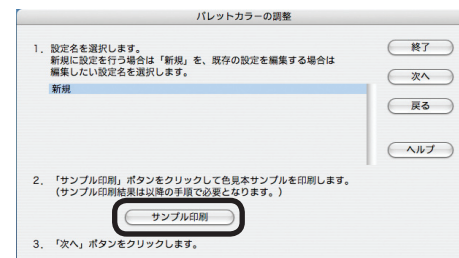 パレットカラーの調整
1. 設定名を選択します。
新規に設定を行う場合は「新規」を、既存の設定を編集する場合は
編集したい設定名を選択します。
新規
終了
次へ
戻る
ヘルプ
2. 「サンプル印刷」ボタンをクリックして色見本サンプルを印刷します。
(サンプル印刷結果は以降の手順で必要となります。)
サンプル印刷
3. 「次へ」ボタンをクリックします。